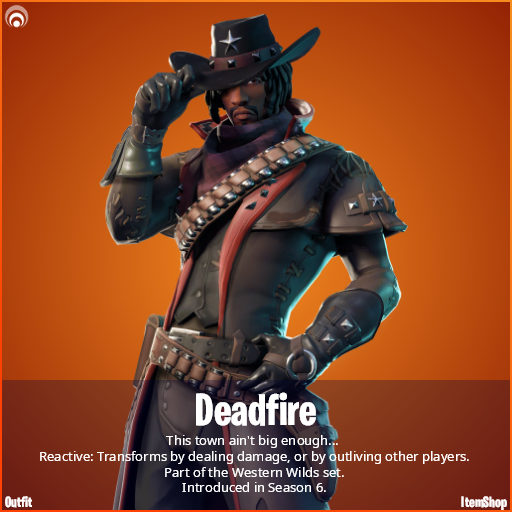 Deadfire
This town ain't big enough...
Reactive: Transforms by dealing damage, or by outliving other players.
Part of the Western Wilds set.
Introduced in Season 6.
Outfit
ItemShop